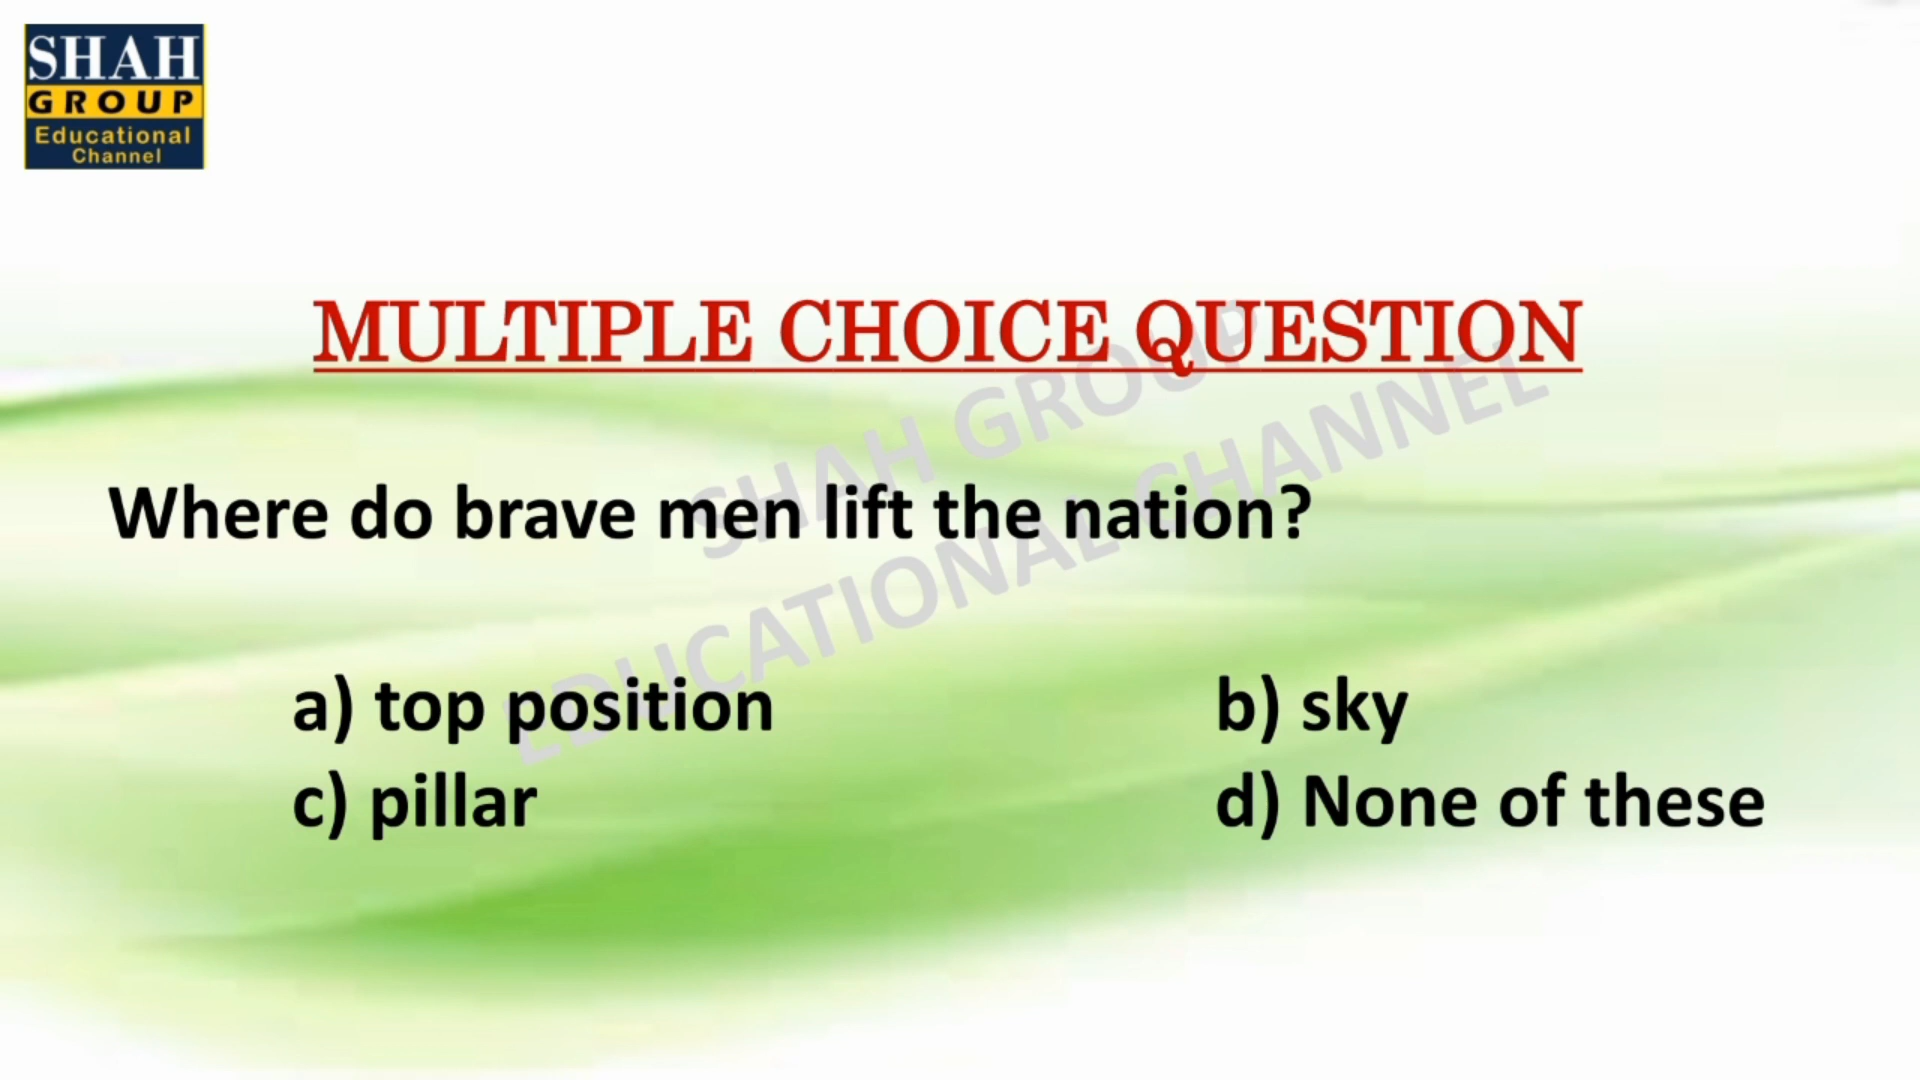 SHAH
GROUP
Educational
Channel
MULTIPLE CHOICE QUESTION
SHAH GROUP
EDUCATIONAL CHANNEL
Where do brave men lift the nation?
a) top position
b) sky
c) pillar
d) None of these